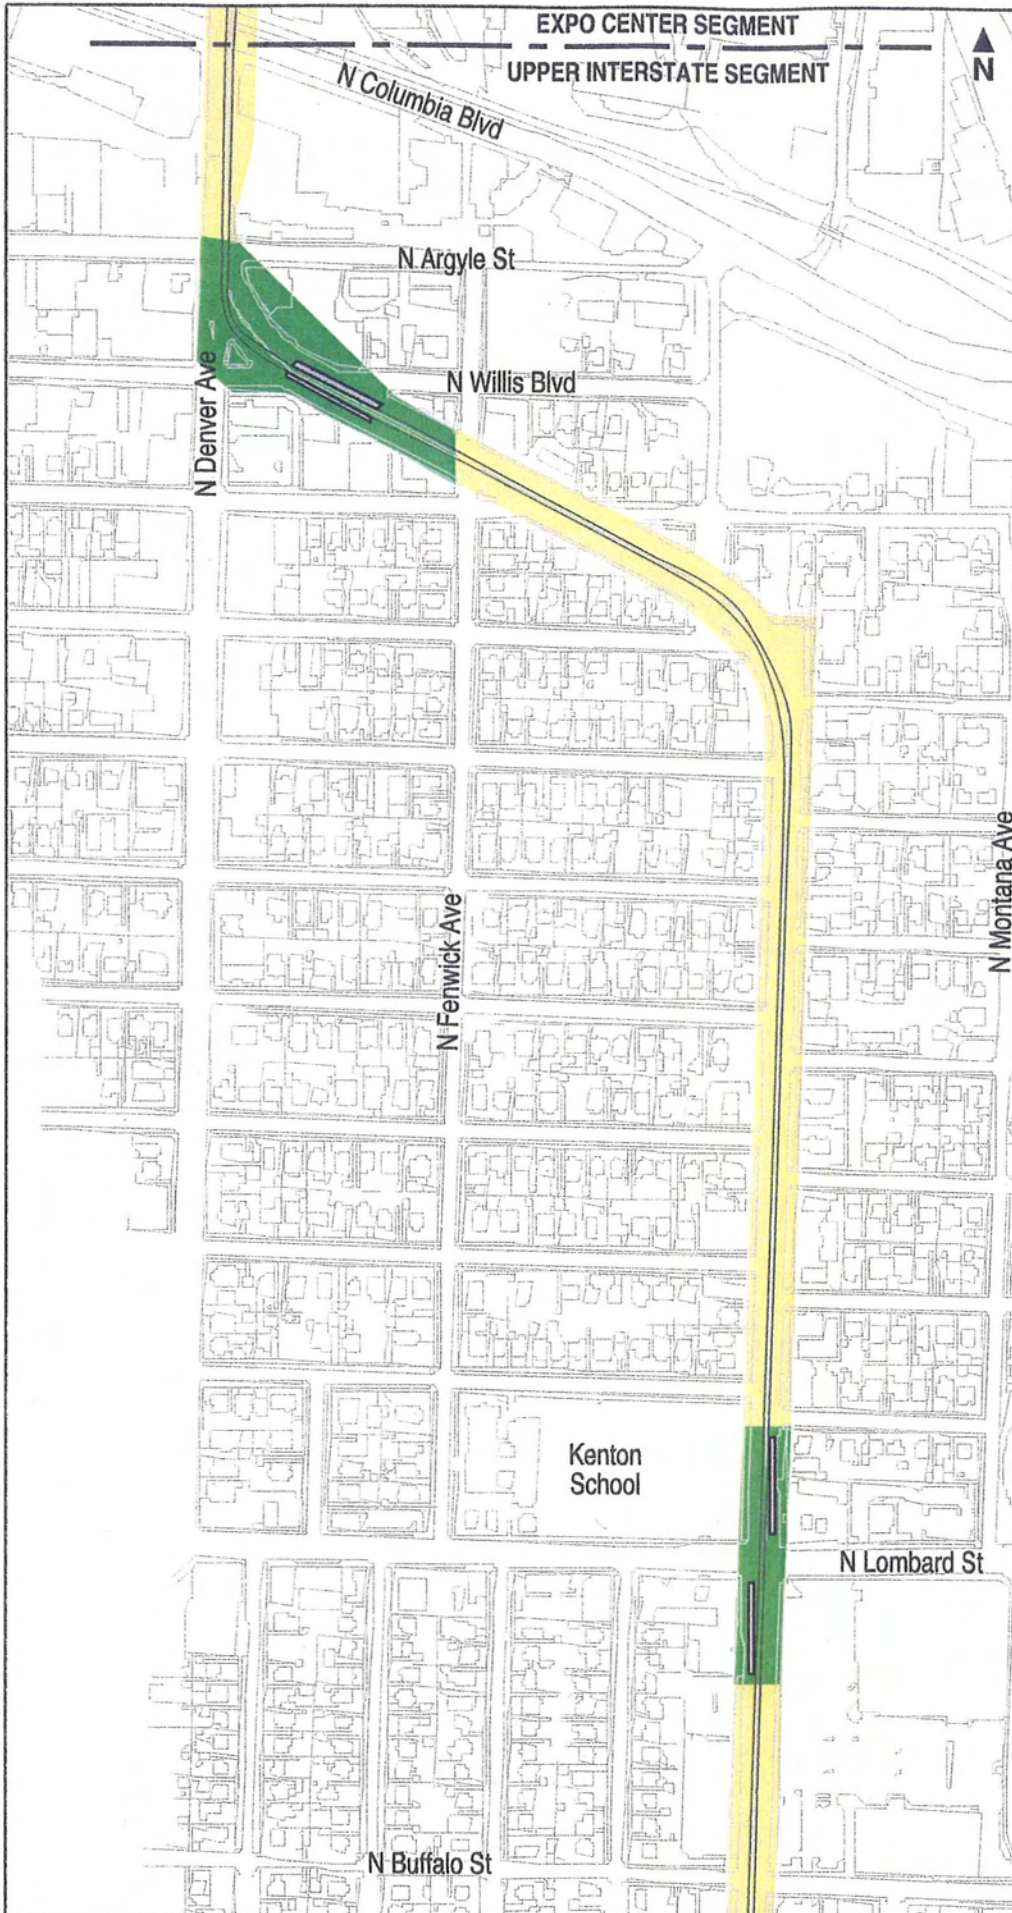 EXPO CENTER SEGMENT
UPPER INTERSTATE SEGMENT
N
N Columbia Blvd
N Argyle St
N Willis Blvd
N Denver Ave
N Montana Ave
N Fenwick Ave
Kenton
School
N Lombard St
N Buffalo St